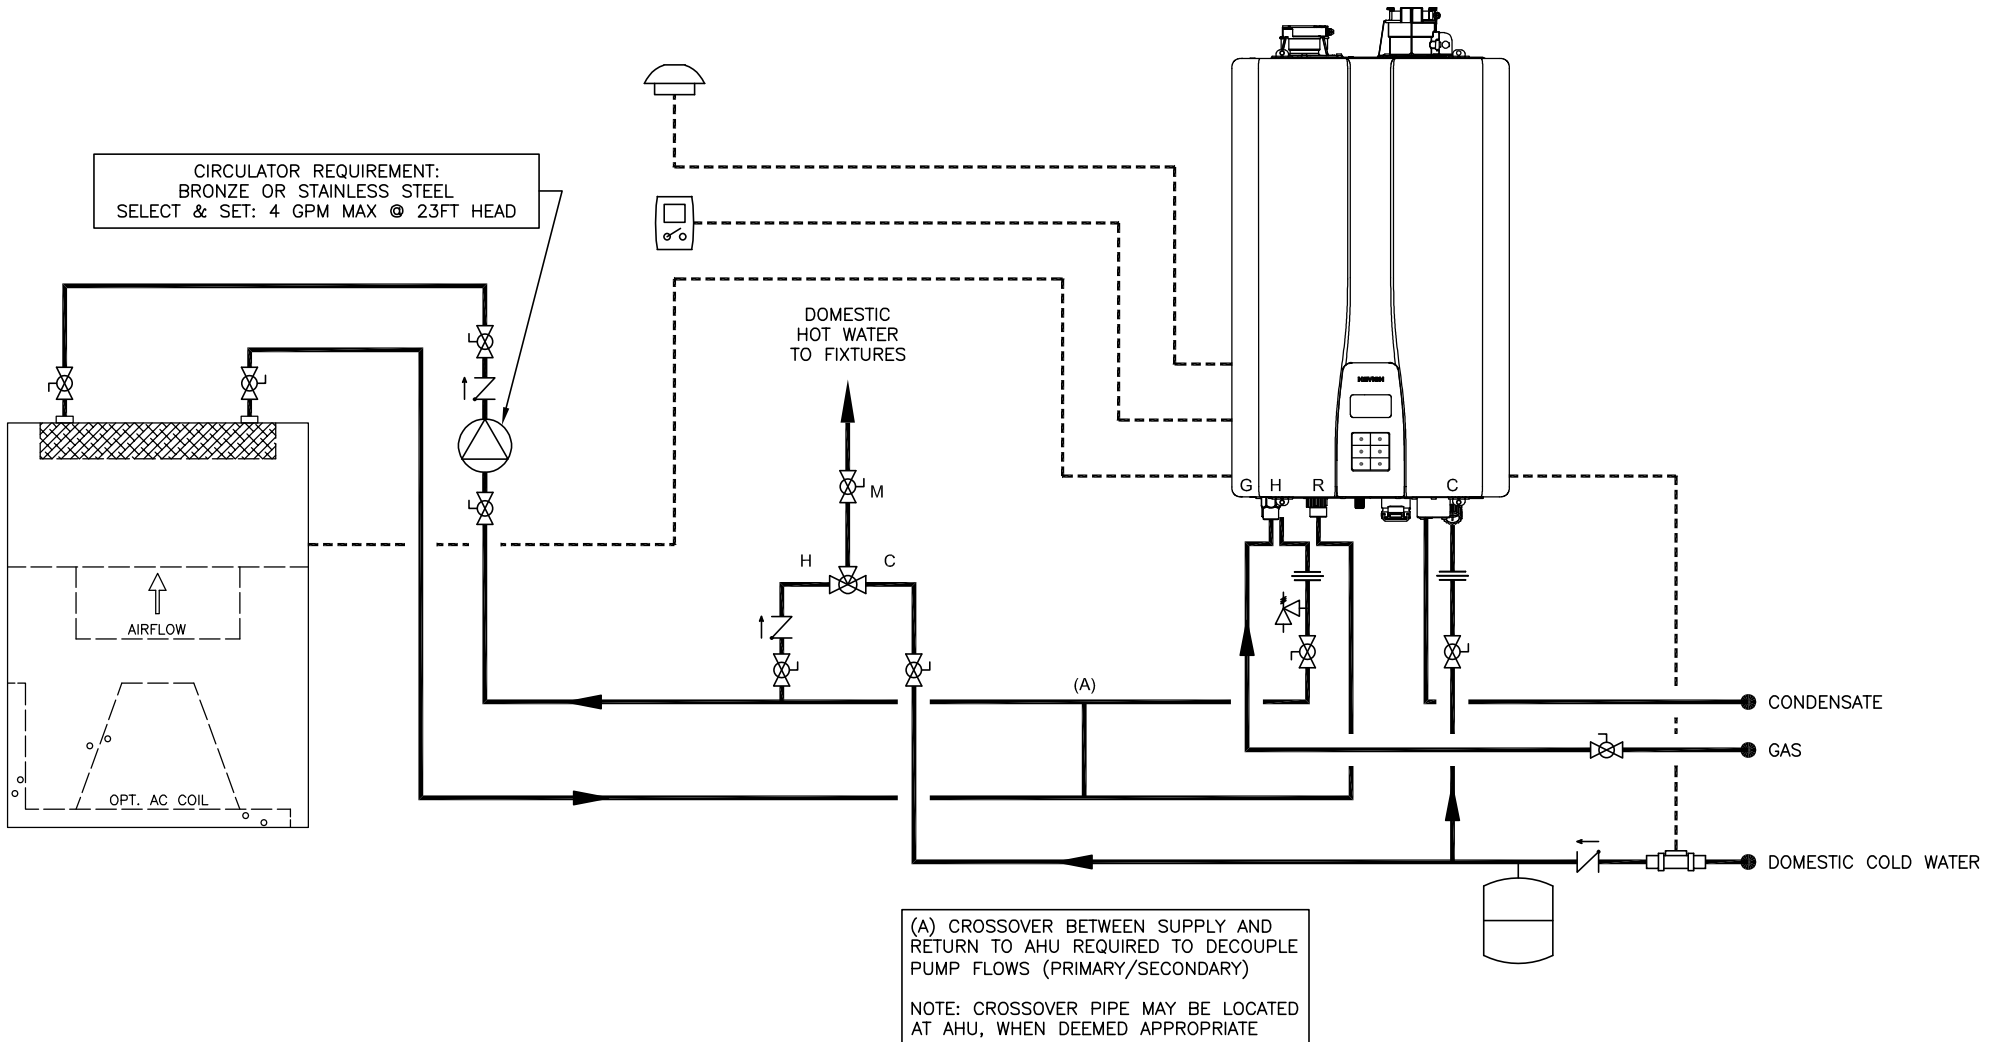 CIRCULATOR REQUIREMENT:
BRONZE OR STAINLESS STEEL
SELECT & SET: 4 GPM MAX @ 23FT HEAD
DOMESTIC
HOT WATER
TO FIXTURES
M
H C
NAVIEN
G H R C
AIRFLOW
OPT. AC COIL
(A)
CONDENSATE
GAS
DOMESTIC COLD WATER
(A) CROSSOVER BETWEEN SUPPLY AND
RETURN TO AHU REQUIRED TO DECOUPLE
PUMP FLOWS (PRIMARY/SECONDARY)
NOTE: CROSSOVER PIPE MAY BE LOCATED
AT AHU, WHEN DEEMED APPROPRIATE